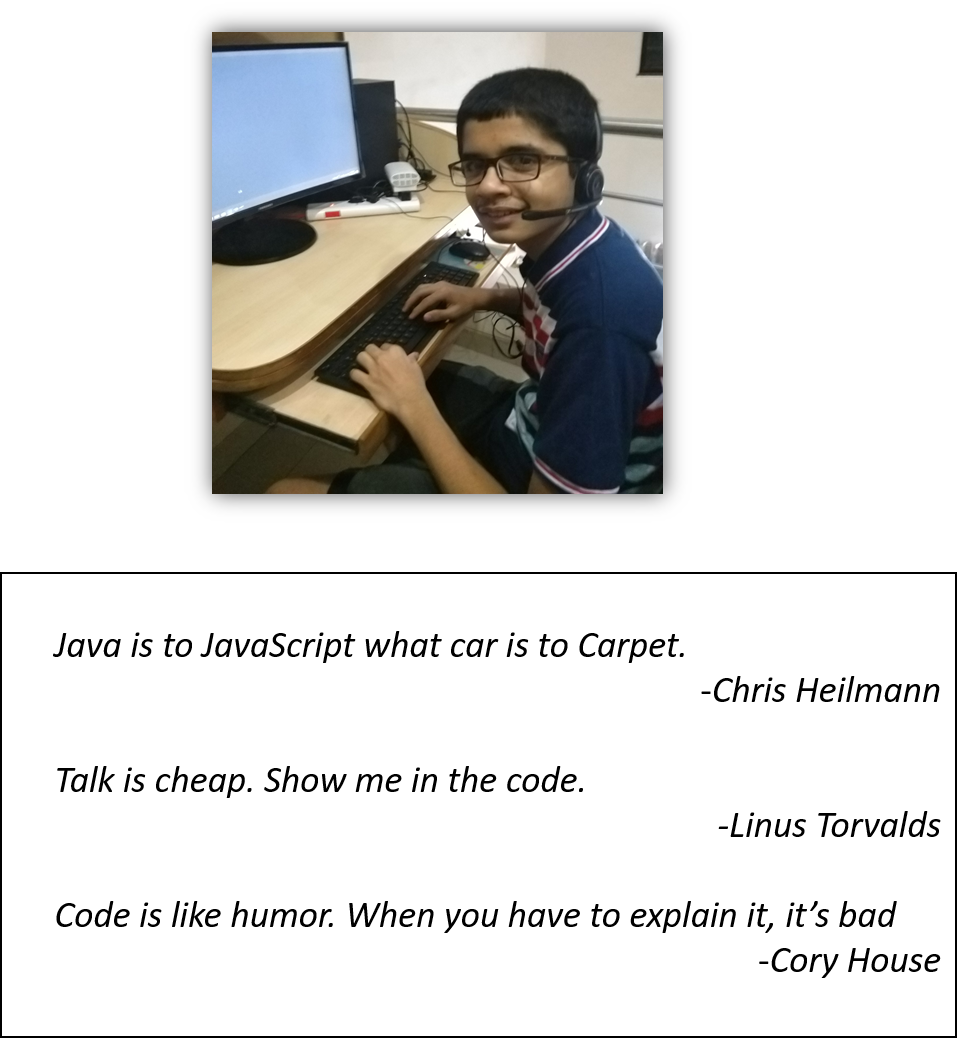 Java is to JavaScript what car is to Carpet.
-Chris Heilmann
Talk is cheap. Show me in the code.
-Linus Torvalds
Code is like humor. When you have to explain it, it’s bad
-Cory House